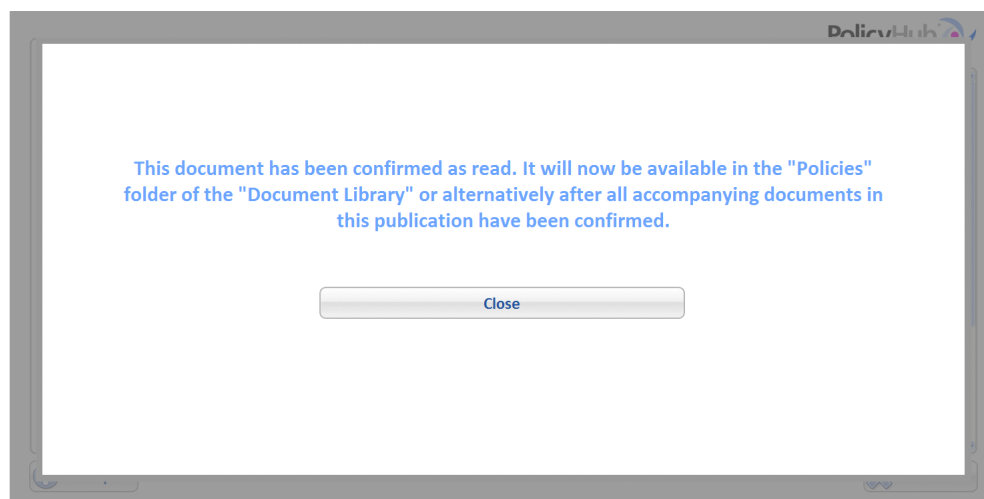 PolicyHub
This document has been confirmed as read. It will now be available in the "Policies"
folder of the "Document Library" or alternatively after all accompanying documents in
this publication have been confirmed.
Close